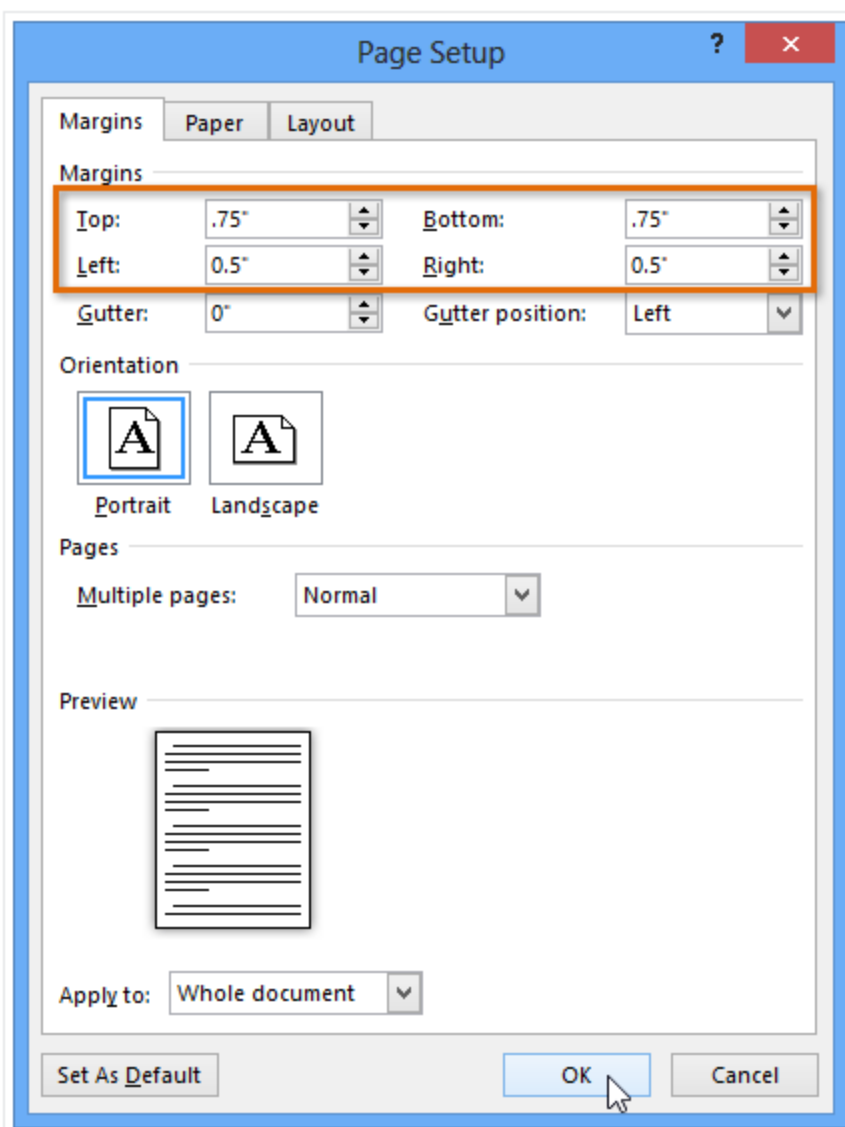 Page Setup ? ×
Margins Paper Layout
Margins
Top: .75" Bottom: .75"
Left: 0.5" Right: 0.5"
Gutter: 0" Gutter position: Left
Orientation
A A
Portrait Landscape
Pages
Multiple pages: Normal
Preview
Apply to: Whole document
Set As Default OK Cancel